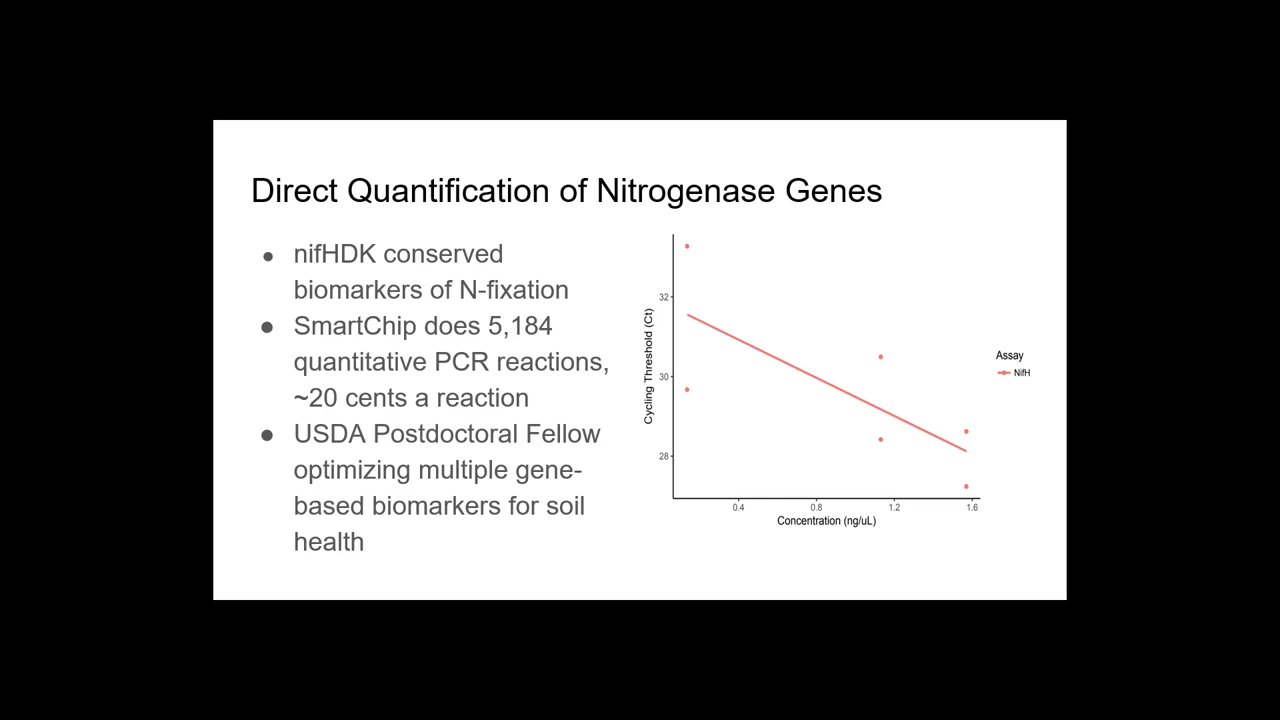 Direct Quantification of Nitrogenase Genes
● nifHDK conserved
biomarkers of N-fixation
● SmartChip does 5,184
quantitative PCR reactions,
~20 cents a reaction
● USDA Postdoctoral Fellow
optimizing multiple gene-
based biomarkers for soil
health
Cycling Threshold (Ct)
32
30
28
0.4 0.8 1.2 1.6
Concentration (ng/uL)
Assay
NifH